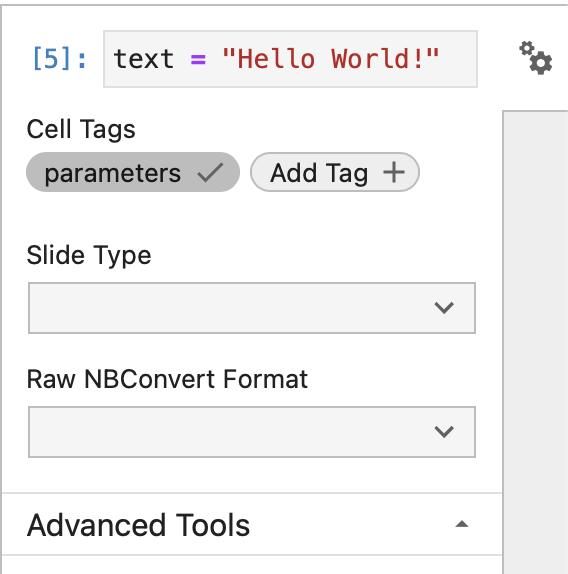 [5]: text = "Hello World!"
Cell Tags
parameters Add Tag
Slide Type
Raw NBConvert Format
Advanced Tools